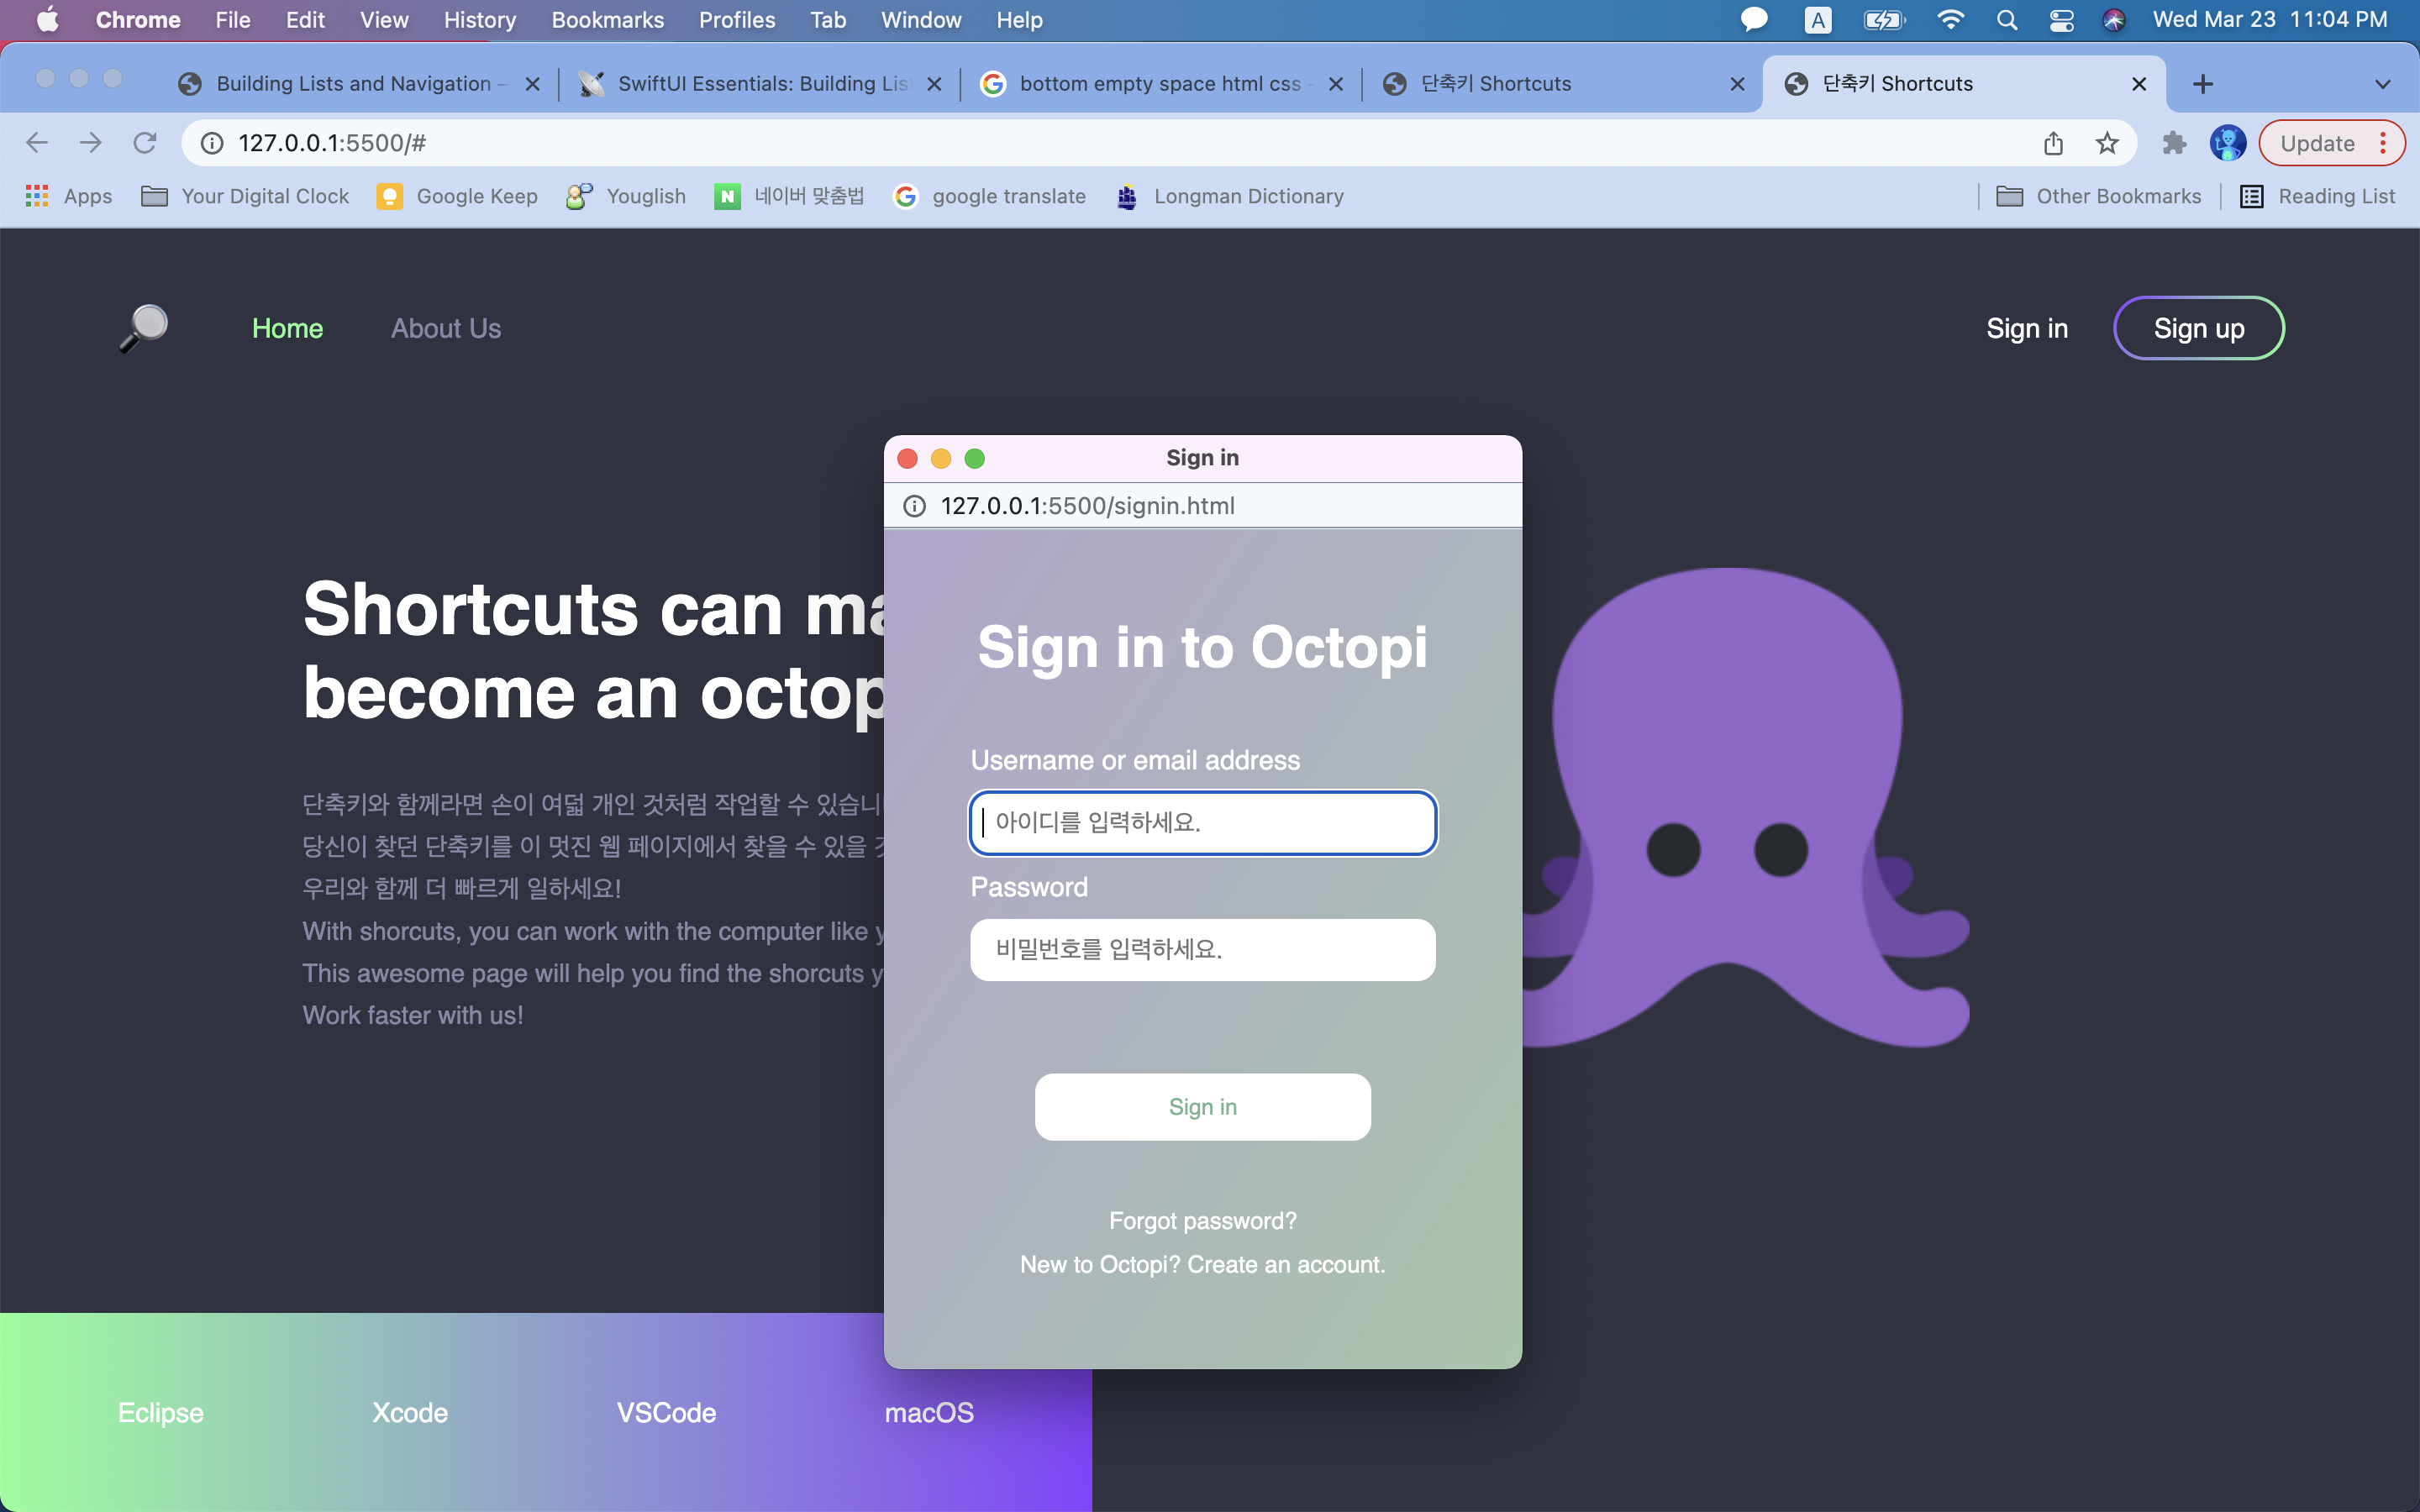 Chrome File Edit View History Bookmarks Profiles Tab Window Help A Wed Mar 23 11:04 PM
Building Lists and Navigation — SwiftUI Essentials: Building Lis bottom empty space html css - 단축키 Shortcuts 단축키 Shortcuts
127.0.0.1:5500/# Update
Apps Your Digital Clock Google Keep Youglish N 네이버 맞춤법 google translate Longman Dictionary Other Bookmarks Reading List
Home About Us Sign in Sign up
Sign in
127.0.0.1:5500/signin.html
Shortcuts can ma
become an octop
단축키와 함께라면 손이 여덟 개인 것처럼 작업할 수 있습니
당신이 찾던 단축키를 이 멋진 웹 페이지에서 찾을 수 있을
우리와 함께 더 빠르게 일하세요!
With shorcuts, you can work with the computer like y
This awesome page will help you find the shorcuts y
Work faster with us!
Sign in to Octopi
Username or email address
아이디를 입력하세요.
Password
비밀번호를 입력하세요.
Sign in
Forgot password?
New to Octopi? Create an account.
Eclipse Xcode VSCode macOS